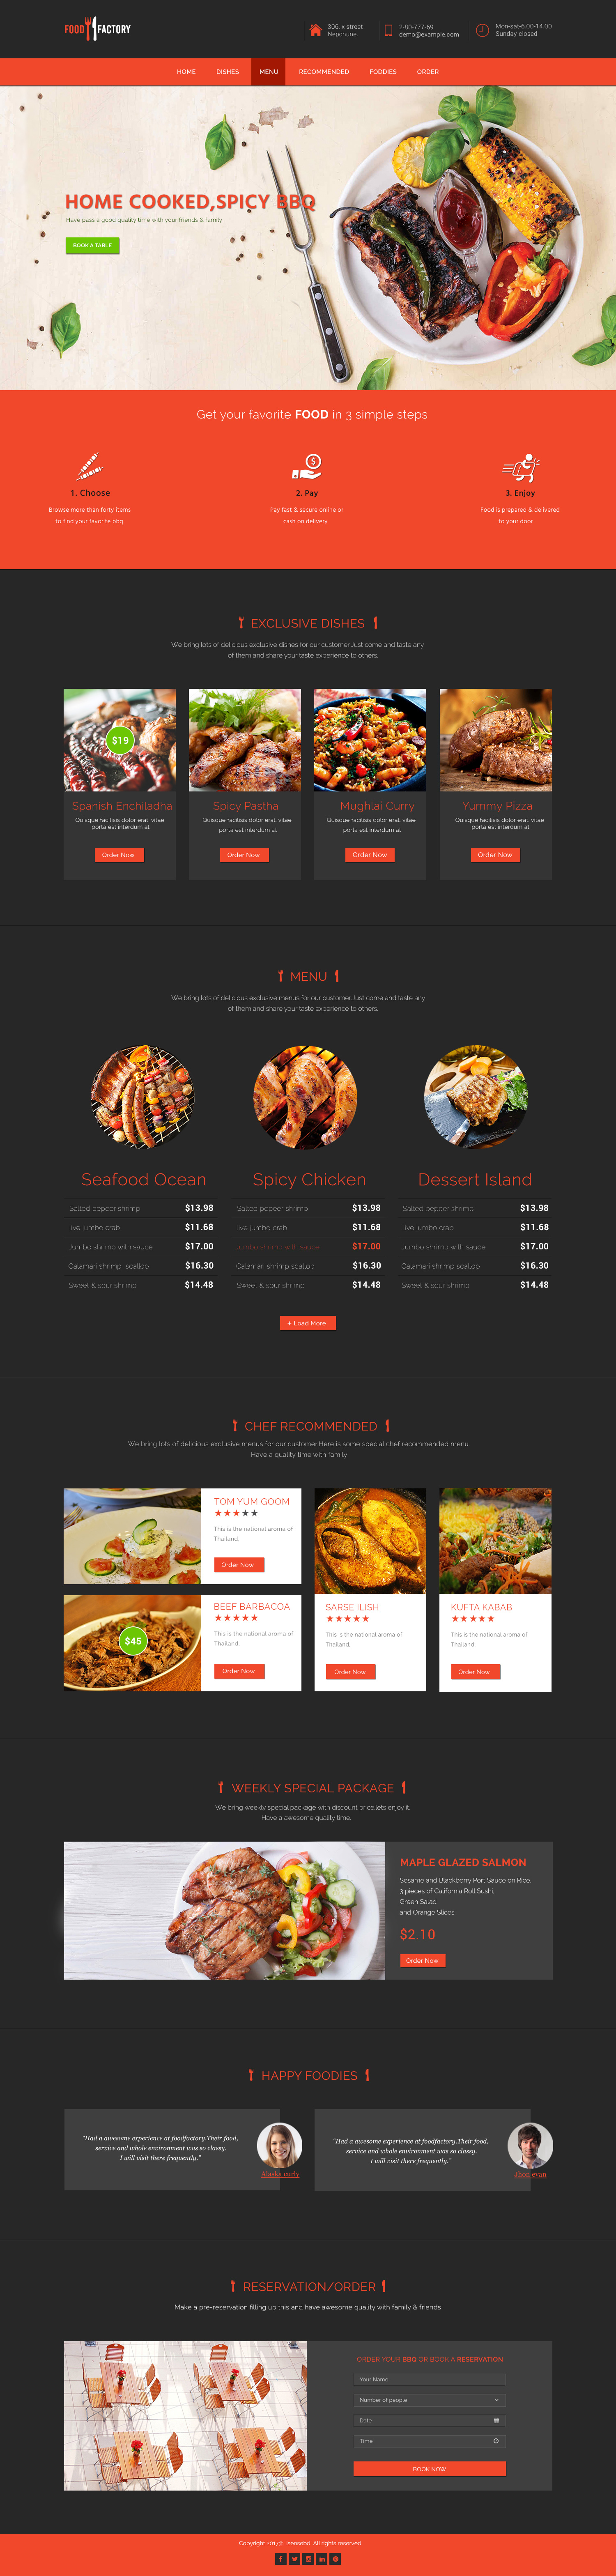 FOOD FACTORY
306, x street
Nepchune,
2-80-777-69
demo@example.com
Mon-sat-6.00-14.00
Sunday-closed
HOME DISHES MENU RECOMMENDED FODDIES ORDER
HOME COOKED,SPICY BBQ
Have pass a good quality time with your friends & family
BOOK A TABLE
Get your favorite FOOD in 3 simple steps
1. Choose
Browse more than forty items
to find your favorite bbq
2. Pay
Pay fast & secure online or
cash on delivery
3. Enjoy
Food is prepared & delivered
to your door
EXCLUSIVE DISHES
We bring lots of delicious exclusive dishes for our customer.Just come and taste any
of them and share your taste experience to others.
$19
Spanish Enchiladha
Quisque facilisis dolor erat, vitae
porta est interdum at
Order Now
Spicy Pastha
Quisque facilisis dolor erat, vitae
porta est interdum at
Order Now
Mughlai Curry
Quisque facilisis dolor erat, vitae
porta est interdum at
Order Now
Yummy Pizza
Quisque facilisis dolor erat, vitae
porta est interdum at
Order Now
MENU
We bring lots of delicious exclusive menus for our customer.Just come and taste any
of them and share your taste experience to others.
Seafood Ocean
Salted pepeer shrimp $13.98
live jumbo crab $11.68
Jumbo shrimp with sauce $17.00
Calamari shrimp scalloo $16.30
Sweet & sour shrimp $14.48
Spicy Chicken
Salted pepeer shrimp $13.98
live jumbo crab $11.68
Jumbo shrimp with sauce $17.00
Calamari shrimp scallop $16.30
Sweet & sour shrimp $14.48
Dessert Island
Salted pepeer shrimp $13.98
live jumbo crab $11.68
Jumbo shrimp with sauce $17.00
Calamari shrimp scallop $16.30
Sweet & sour shrimp $14.48
+ Load More
CHEF RECOMMENDED
We bring lots of delicious exclusive menus for our customer.Here is some special chef recommended menu.
Have a quality time with family
TOM YUM GOOM
This is the national aroma of
Thailand,
Order Now
$45
BEEF BARBACOA
This is the national aroma of
Thailand,
Order Now
SARSE ILISH
This is the national aroma of
Thailand,
Order Now
KUFTA KABAB
This is the national aroma of
Thailand,
Order Now
WEEKLY SPECIAL PACKAGE
We bring weekly special package with discount price.lets enjoy it.
Have a awesome quality time.
MAPLE GLAZED SALMON
Sesame and Blackberry Port Sauce on Rice,
3 pieces of California Roll Sushi,
Green Salad
and Orange Slices
$2.10
Order Now
HAPPY FOODIES
"Had a awesome experience at foodfactory.Their food,
service and whole environment was so classy.
I will visit there frequently."
Alaska curly
"Had a awesome experience at foodfactory.Their food,
service and whole environment was so classy.
I will visit there frequently."
Jhon evan
RESERVATION/ORDER
Make a pre-reservation filling up this and have awesome quality with family & friends
ORDER YOUR BBQ OR BOOK A RESERVATION
Your Name
Number of people
Date
Time
BOOK NOW
Copyright 2017@ isensebd All rights reserved